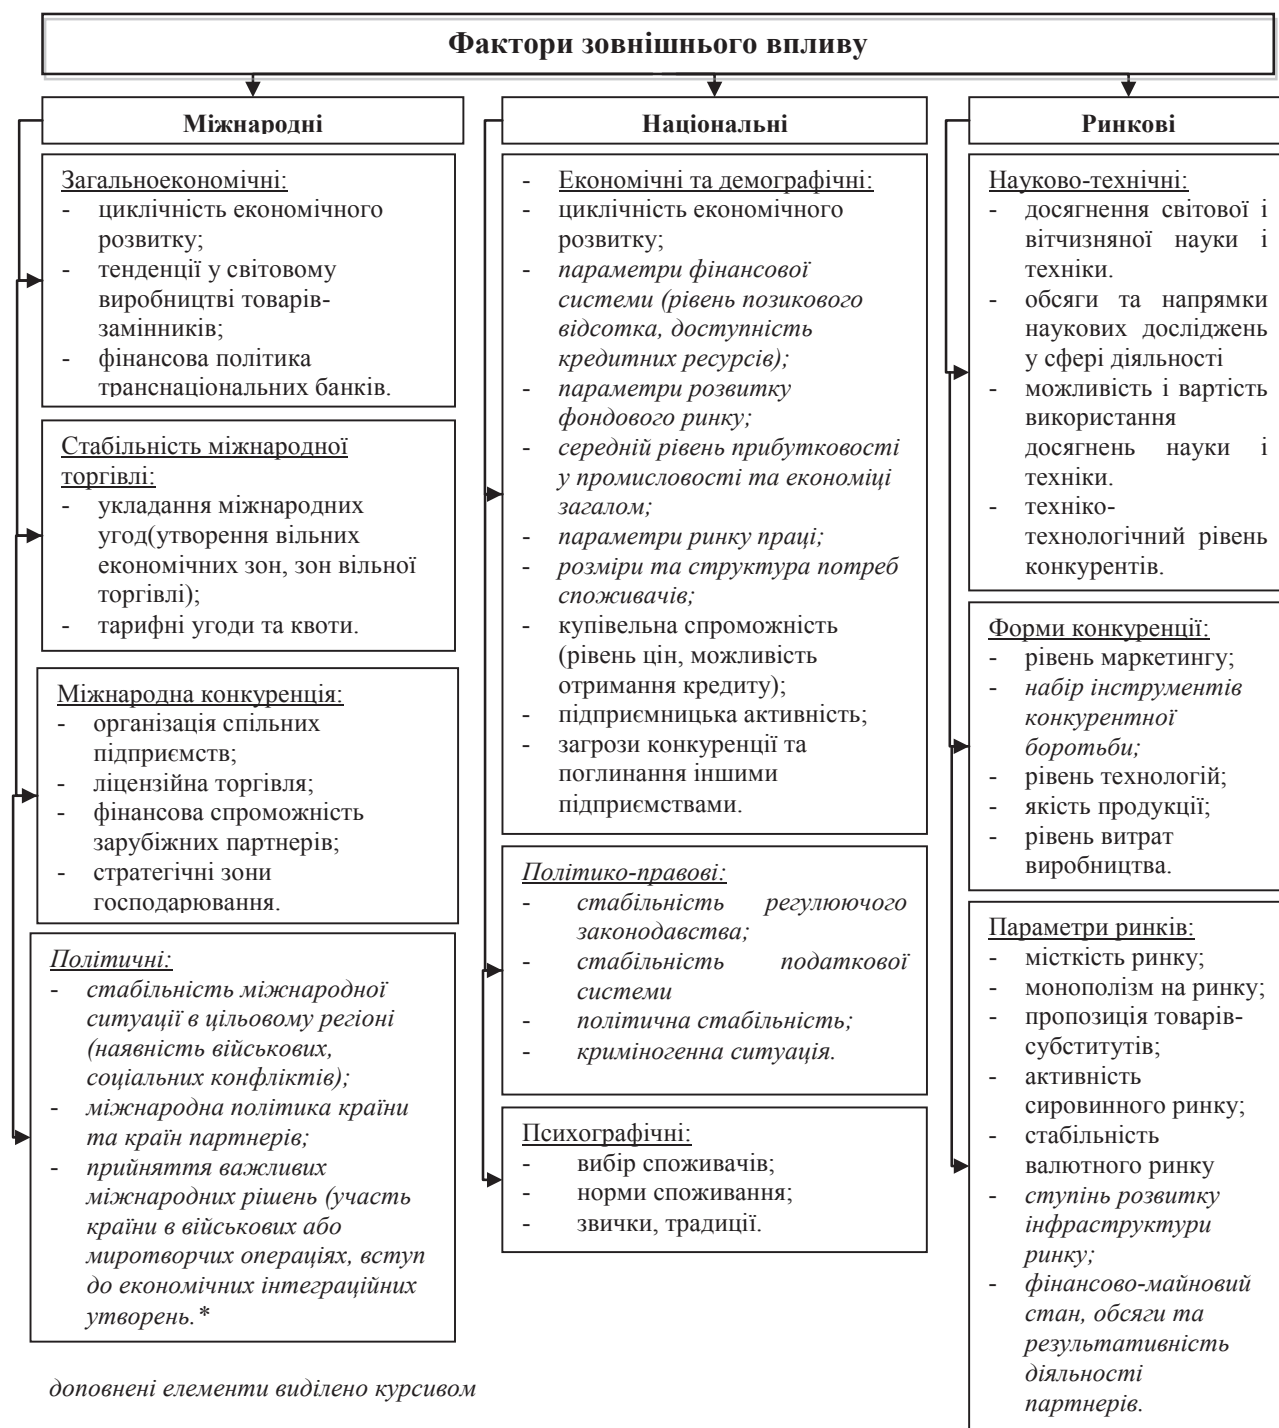 Фактори зовнішнього впливу
Міжнародні
Загальноекономічні:
- циклічність економічного
розвитку;
- тенденції у світовому
виробництві товарів-
замінників;
- фінансова політика
транснаціональних банків.
Стабільність міжнародної
торгівлі:
- укладання міжнародних
угод(утворення вільних
економічних зон, зон вільної
торгівлі);
- тарифні угоди та квоти.
Міжнародна конкуренція:
- організація спільних
підприємств;
- ліцензійна торгівля;
- фінансова спроможність
зарубіжних партнерів;
- стратегічні зони
господарювання.
Політичні:
- стабільність міжнародної
ситуації в цільовому регіоні
(наявність військових,
соціальних конфліктів);
- міжнародна політика країни
та країн партнерів;
- прийняття важливих
міжнародних рішень (участь
країни в військових або
миротворчих операціях, вступ
до економічних інтеграційних
утворень.*
Національні
- Економічні та демографічні:
- циклічність економічного
розвитку;
- параметри фінансової
системи (рівень позикового
відсотка, доступність
кредитних ресурсів);
- параметри розвитку
фондового ринку;
- середній рівень прибутковості
у промисловості та економіці
загалом;
- параметри ринку праці;
- розміри та структура потреб
споживачів;
- купівельна спроможність
(рівень цін, можливість
отримання кредиту);
- підприємницька активність;
- загрози конкуренції та
поглинання іншими
підприємствами.
Політико-правові:
- стабільність регулюючого
законодавства;
- стабільність податкової
системи
- політична стабільність;
- криміногенна ситуація.
Психографічні:
- вибір споживачів;
- норми споживання;
- звички, традиції.
Ринкові
Науково-технічні:
- досягнення світової і
вітчизняної науки і
техніки.
- обсяги та напрямки
наукових досліджень
у сфері діяльності
- можливість і вартість
використання
досягнень науки і
техніки.
- техніко-
технологічний рівень
конкурентів.
Форми конкуренції:
- рівень маркетингу;
- набір інструментів
конкурентної
боротьби;
- рівень технологій;
- якість продукції;
- рівень витрат
виробництва.
Параметри ринків:
- місткість ринку;
- монополізм на ринку;
- пропозиція товарів-
субститутів;
- активність
сировинного ринку;
- стабільність
валютного ринку
- ступінь розвитку
інфраструктури
ринку;
- фінансово-майновий
стан, обсяги та
результативність
діяльності
партнерів.
доповнені елементи виділено курсивом